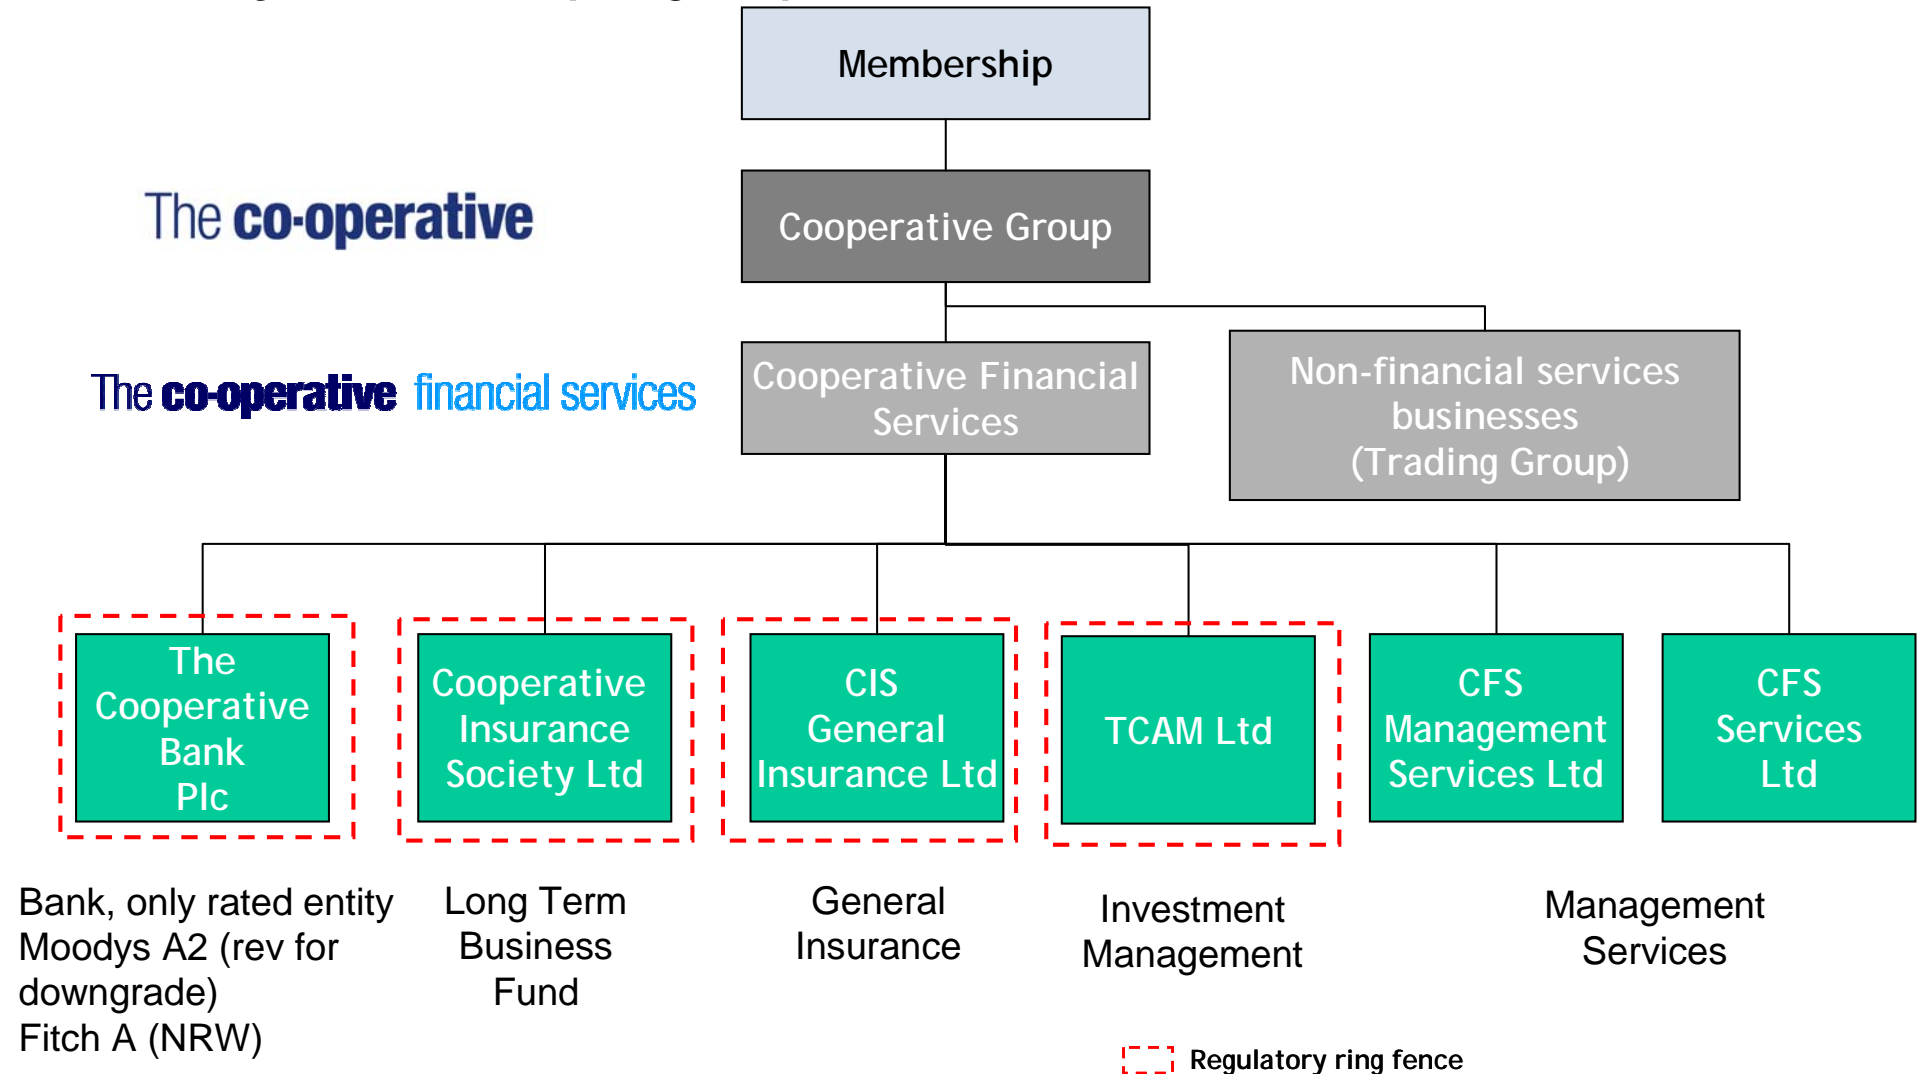 Membership
The co-operative
Cooperative Group
The co-operative financial services
Cooperative Financial
Services
Non-financial services
businesses
(Trading Group)
The
Cooperative
Bank
Plc
Cooperative
Insurance
Society Ltd
CIS
General
Insurance Ltd
TCAM Ltd
CFS
Management
Services Ltd
CFS
Services
Ltd
Bank, only rated entity
Moodys A2 (rev for
downgrade)
Fitch A (NRW)
Long Term
Business
Fund
General
Insurance
Investment
Management
Management
Services
Regulatory ring fence